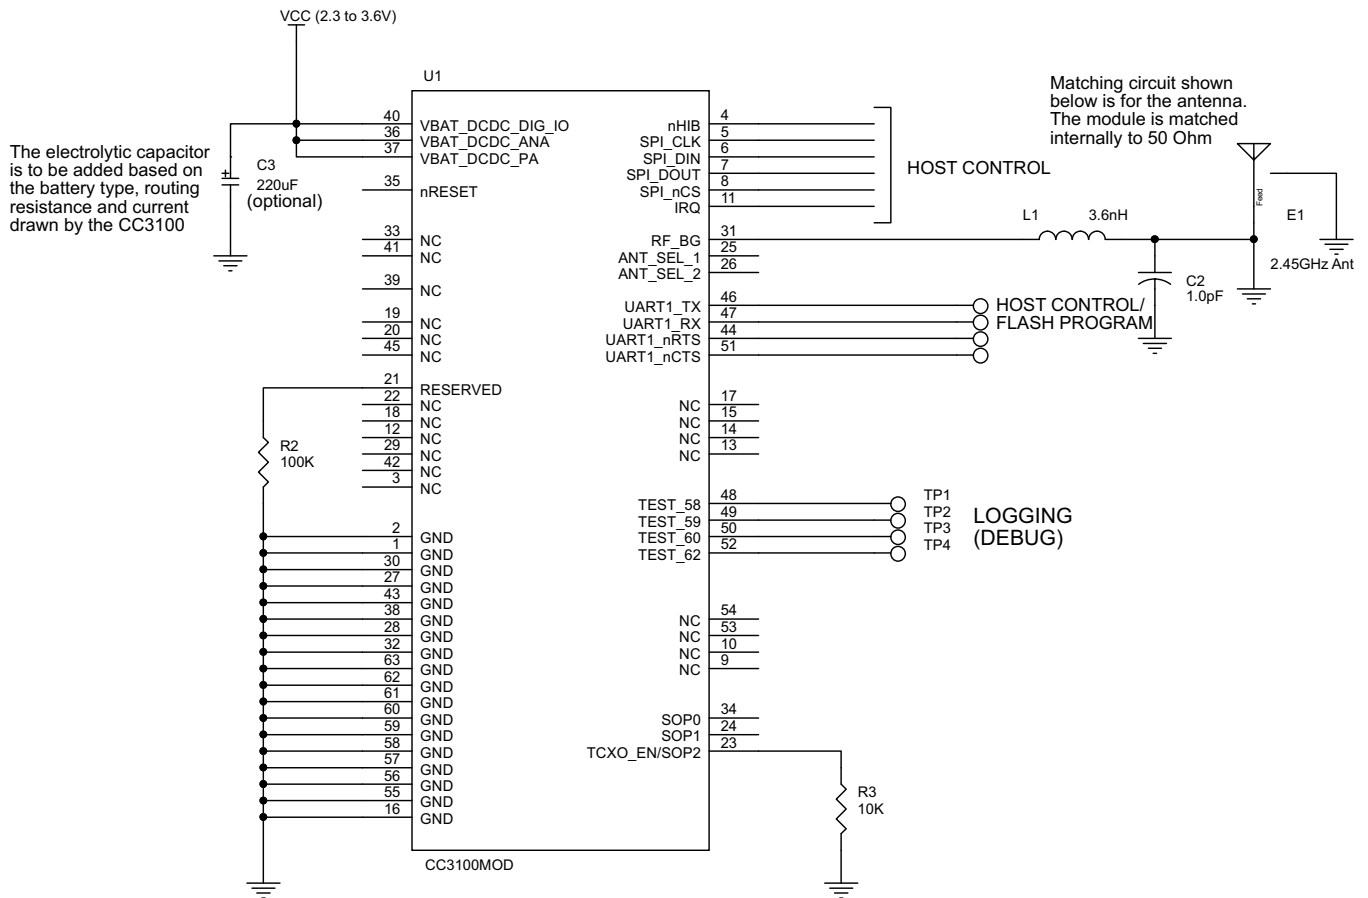 VCC (2.3 to 3.6V)
U1
The electrolytic capacitor
is to be added based on
the battery type, routing
resistance and current
drawn by the CC3100
+
C3
220uF
(optional)
40 VBAT_DCDC_DIG_IO
36 VBAT_DCDC_ANA
37 VBAT_DCDC_PA
35 nRESET
33 NC
41 NC
39 NC
19 NC
20 NC
45 NC
21 RESERVED
22 NC
18 NC
12 NC
29 NC
42 NC
3 NC
R2
100K
2 GND
1 GND
30 GND
27 GND
43 GND
38 GND
28 GND
32 GND
63 GND
62 GND
61 GND
60 GND
59 GND
58 GND
57 GND
56 GND
55 GND
16 GND
CC3100MOD
nHIB 4
SPI_CLK 5
SPI_DIN 6
SPI_DOUT 7
SPI_nCS 8
IRQ 11
HOST CONTROL
RF_BG 31
ANT_SEL_1 25
ANT_SEL_2 26
UART1_TX 46
UART1_RX 47
UART1_nRTS 44
UART1_nCTS 51
HOST CONTROL/
FLASH PROGRAM
NC 17
NC 15
NC 14
NC 13
TEST_58 48 TP1
TEST_59 49 TP2
TEST_60 50 TP3
TEST_62 52 TP4
LOGGING
(DEBUG)
NC 54
NC 53
NC 10
NC 9
SOP0 34
SOP1 24
TCXO_EN/SOP2 23
R3
10K
Matching circuit shown
below is for the antenna.
The module is matched
internally to 50 Ohm
L1 3.6nH
C2
1.0pF
Feed
E1
2.45GHz Ant